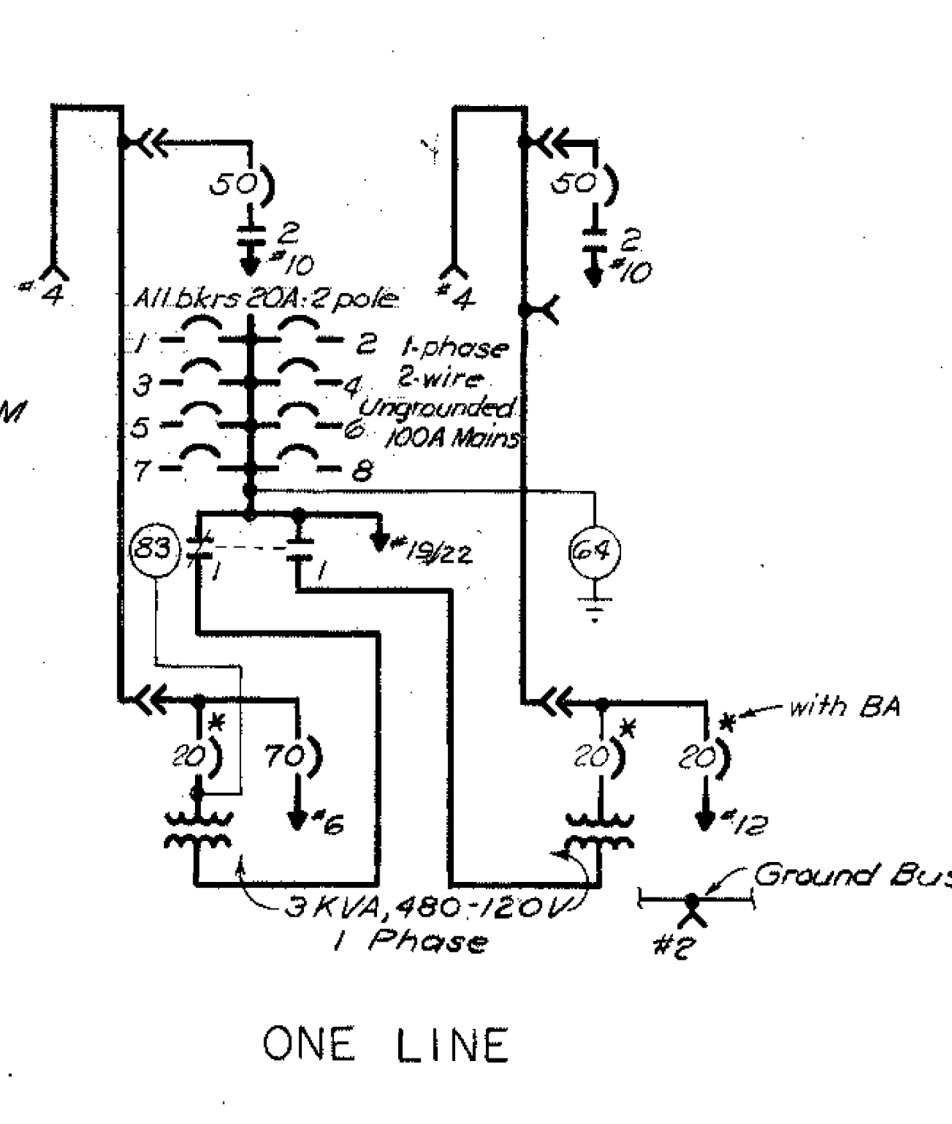 50
50
2
#10
2
#10
#4
#4
All bkrs 20A-2 pole
1
2
3
4
5
6
7
8
1-phase
2-wire
Ungrounded
100A Mains
M
83
1
1
#19/22
64
20
*
70
20
*
20
*
with BA
#6
#12
3 KVA, 480-120V
1 Phase
Ground Bus
#2
ONE LINE